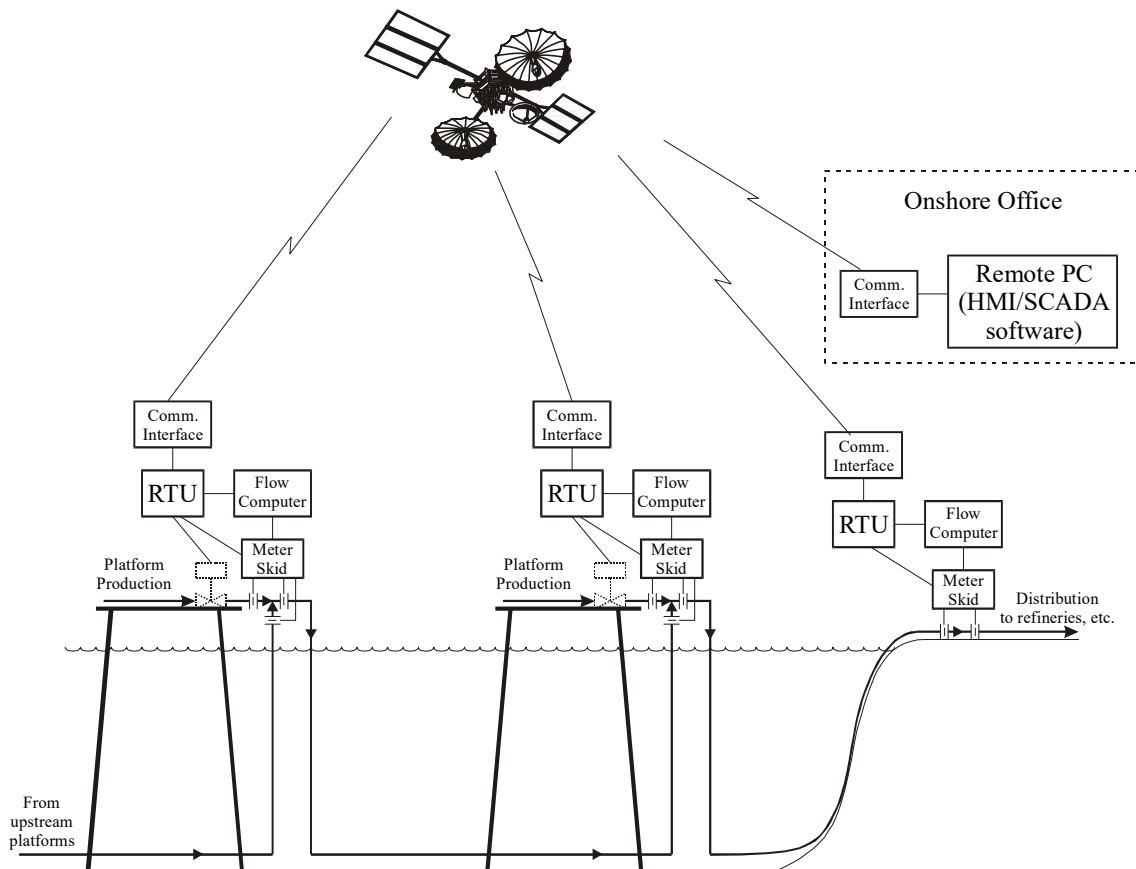 Onshore Office
Comm.
Interface
Remote PC
(HMI/SCADA
software)
Comm.
Interface
RTU
Flow
Computer
Meter
Skid
Platform
Production
Comm.
Interface
RTU
Flow
Computer
Meter
Skid
Platform
Production
Comm.
Interface
RTU
Flow
Computer
Meter
Skid
Distribution
to refineries, etc.
From
upstream
platforms